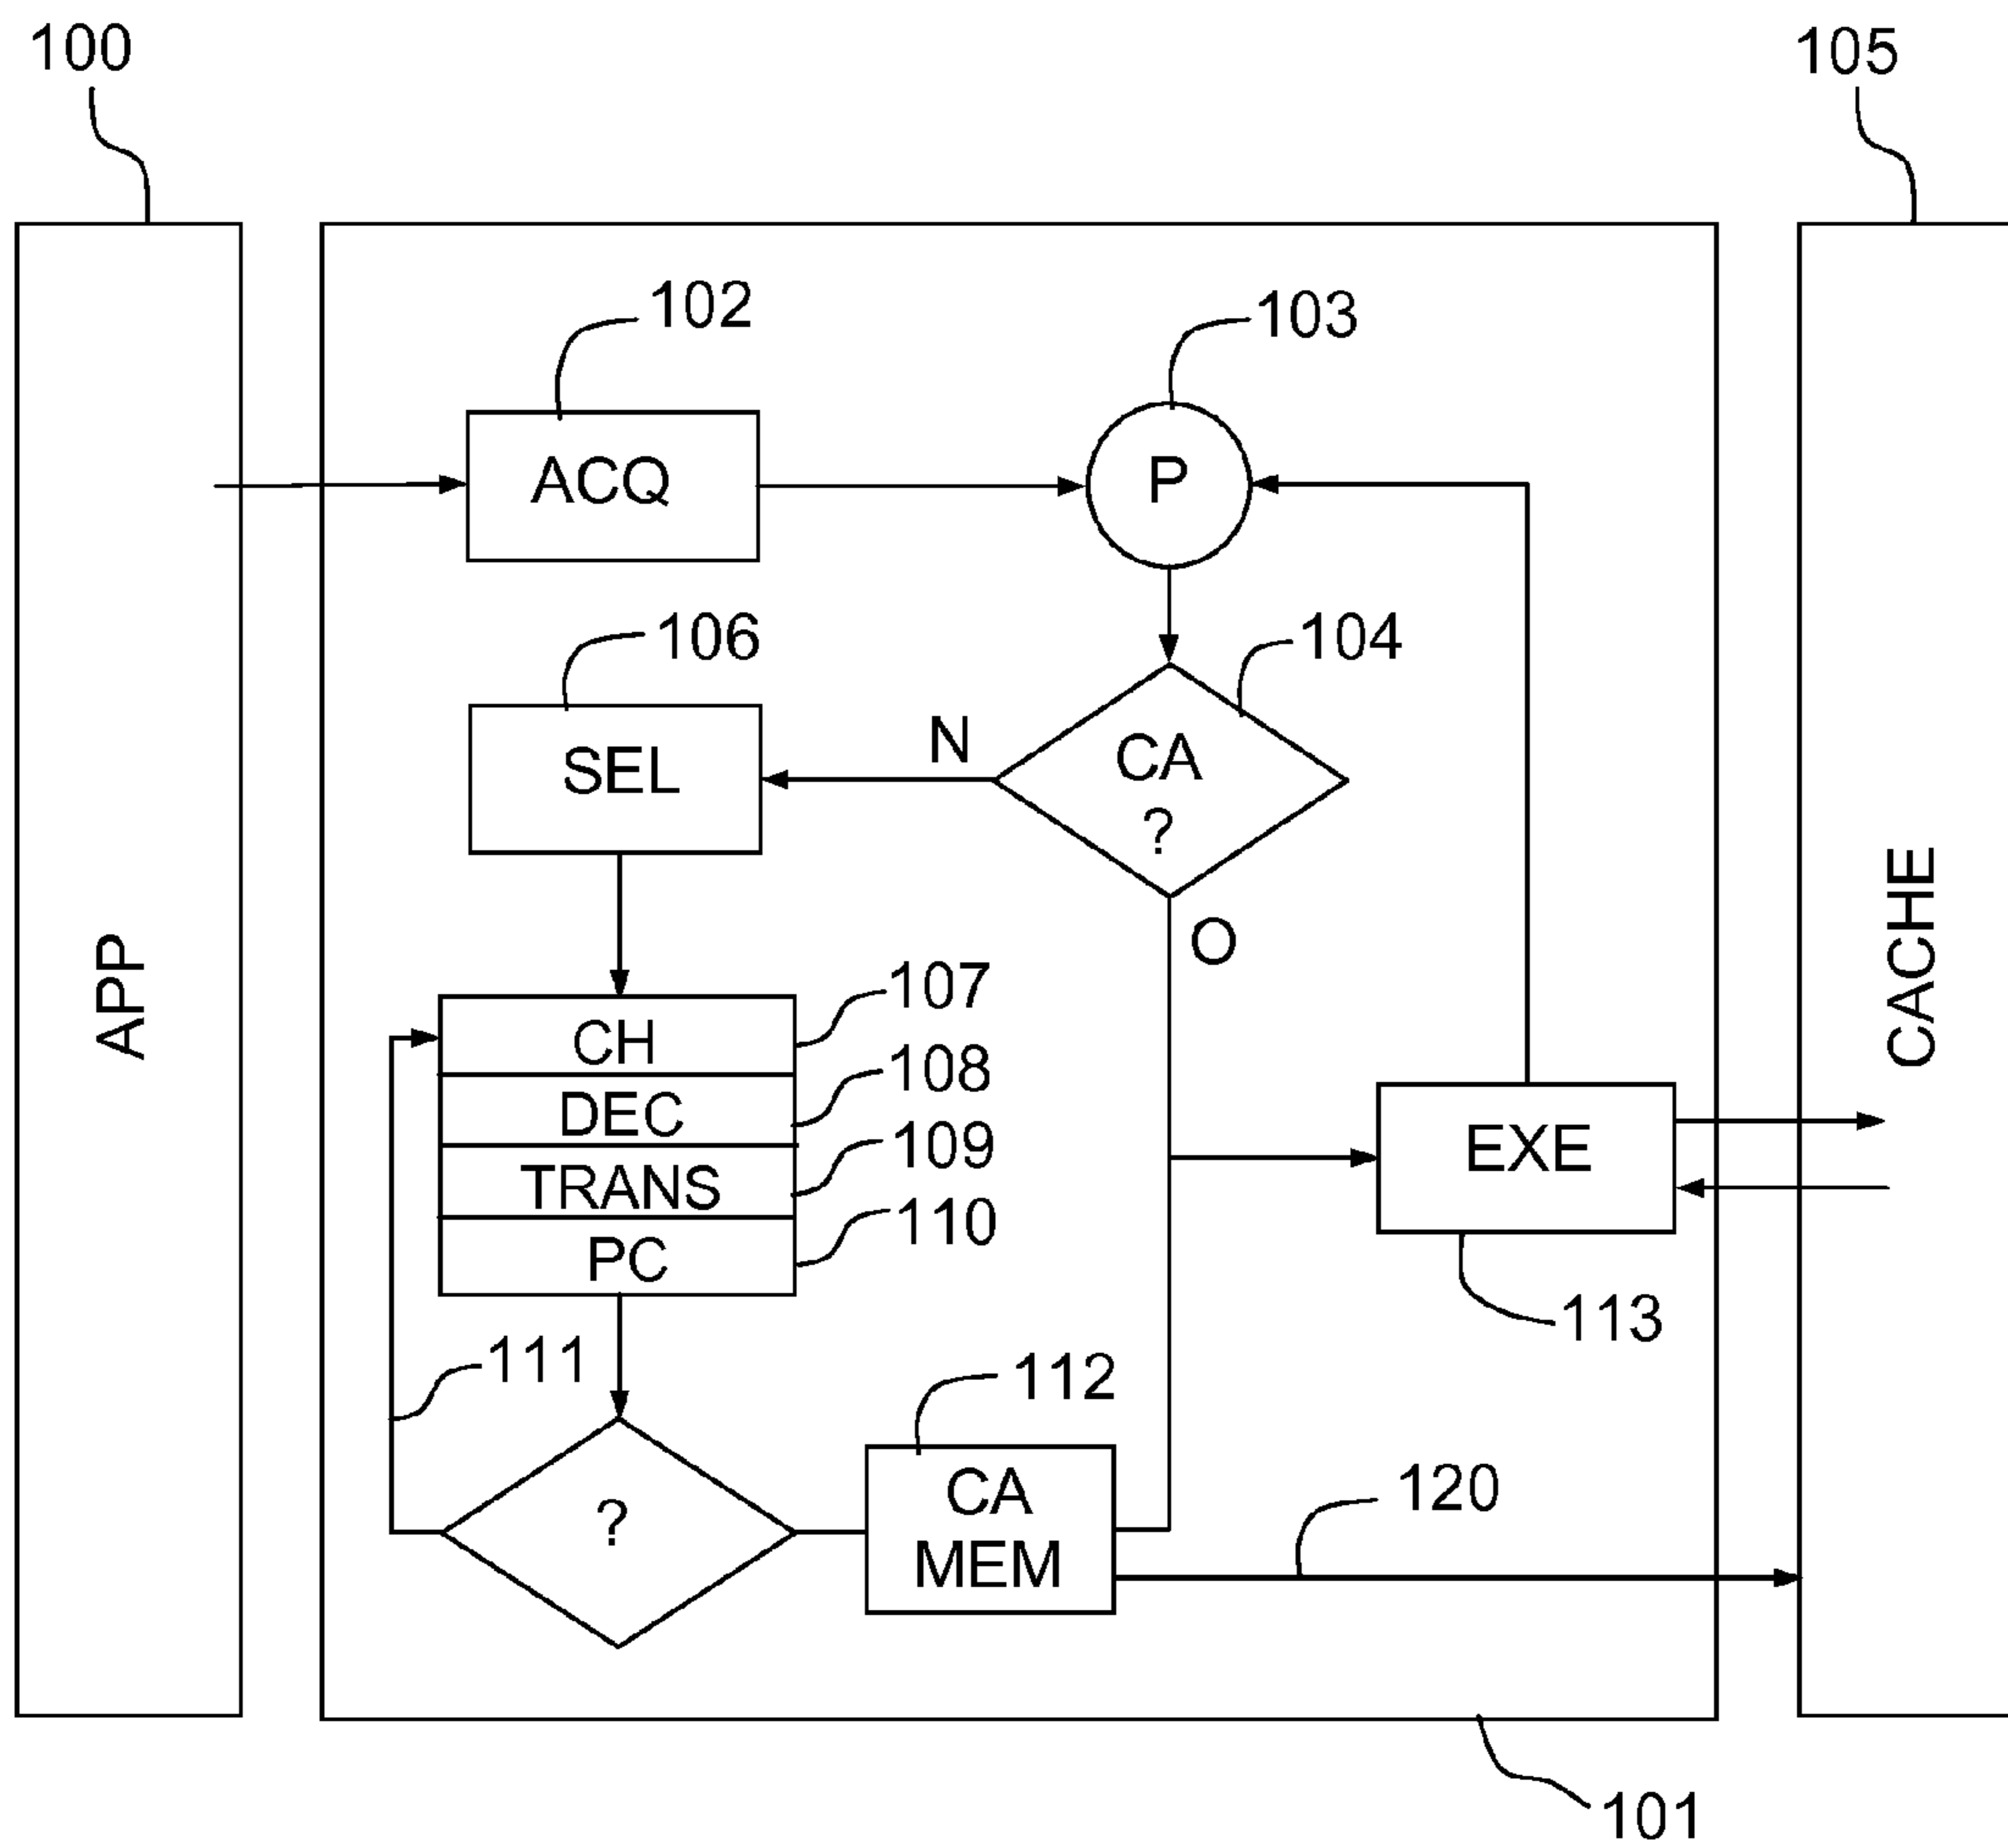 100
105
102
103
ACQ
P
106
104
N
SEL
CA
?
O
APP
CACHE
107
CH
108
DEC
109
TRANS
110
PC
EXE
113
111
112
?
CA
MEM
120
101